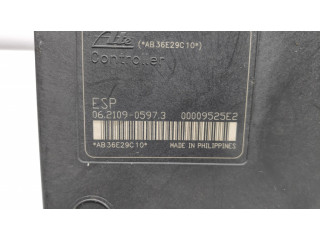 Ate (*AB36E29C10*)
Controller
ESP
06.2109-0597.3 00009525E2
*AB36E29C10* MADE IN PHILIPPINES